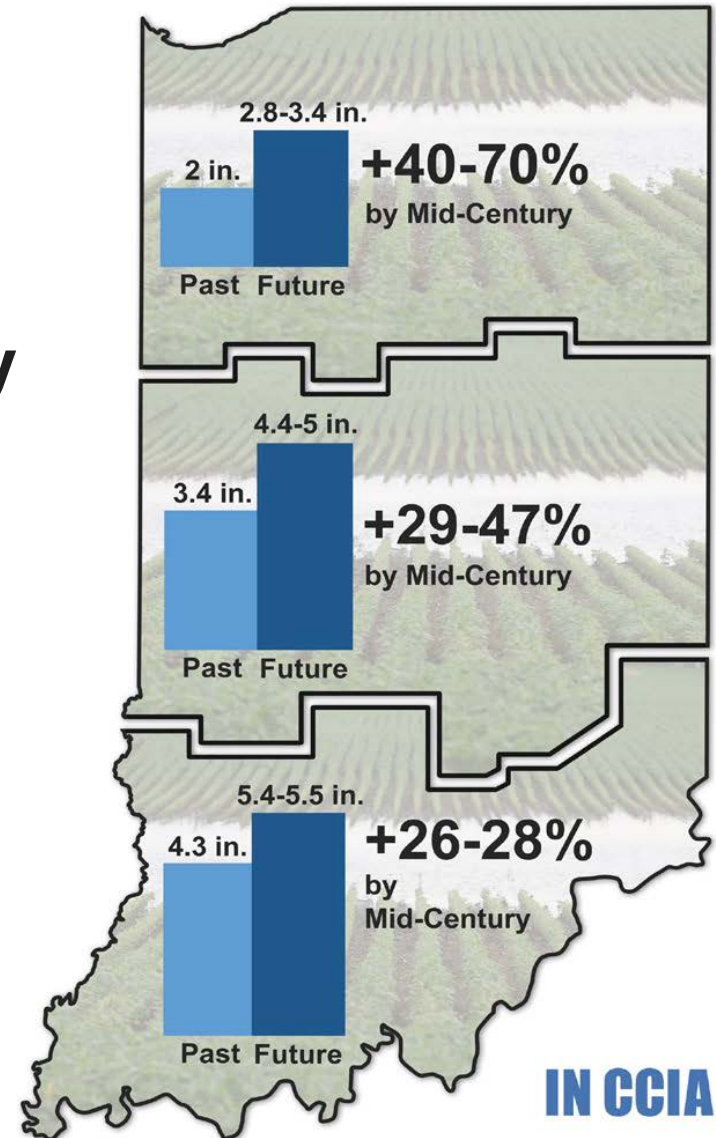 2.8-3.4 in.
2 in.
+40-70%
by Mid-Century
Past Future
4.4-5 in.
3.4 in.
+29-47%
by Mid-Century
Past Future
5.4-5.5 in.
4.3 in.
+26-28%
by
Mid-Century
Past Future
IN CCIA